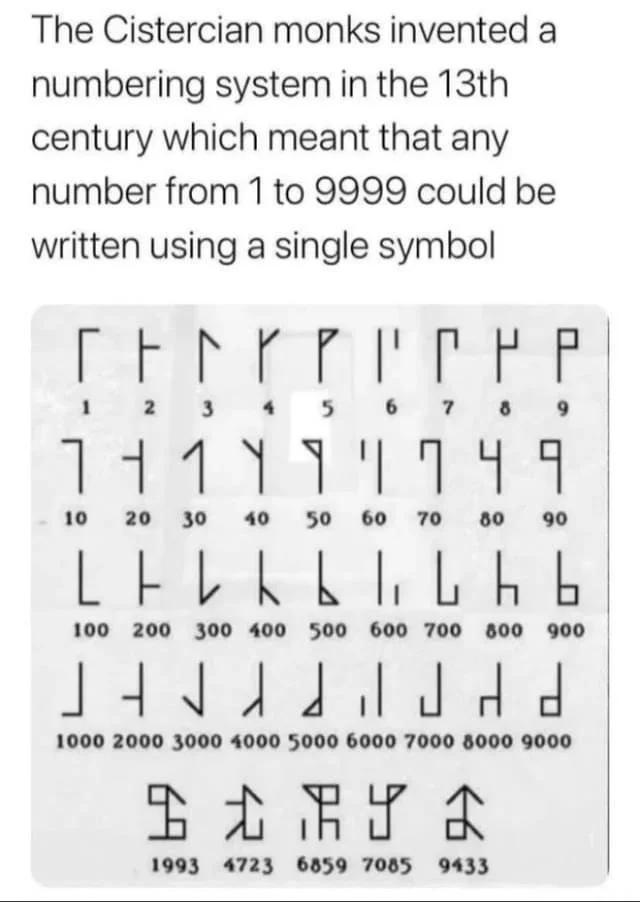 The Cistercian monks invented a
numbering system in the 13th
century which meant that any
number from 1 to 9999 could be
written using a single symbol
1 2 3 4 5 6 7 8 9
10 20 30 40 50 60 70 80 90
100 200 300 400 500 600 700 800 900
1000 2000 3000 4000 5000 6000 7000 8000 9000
1993 4723 6859 7085 9433